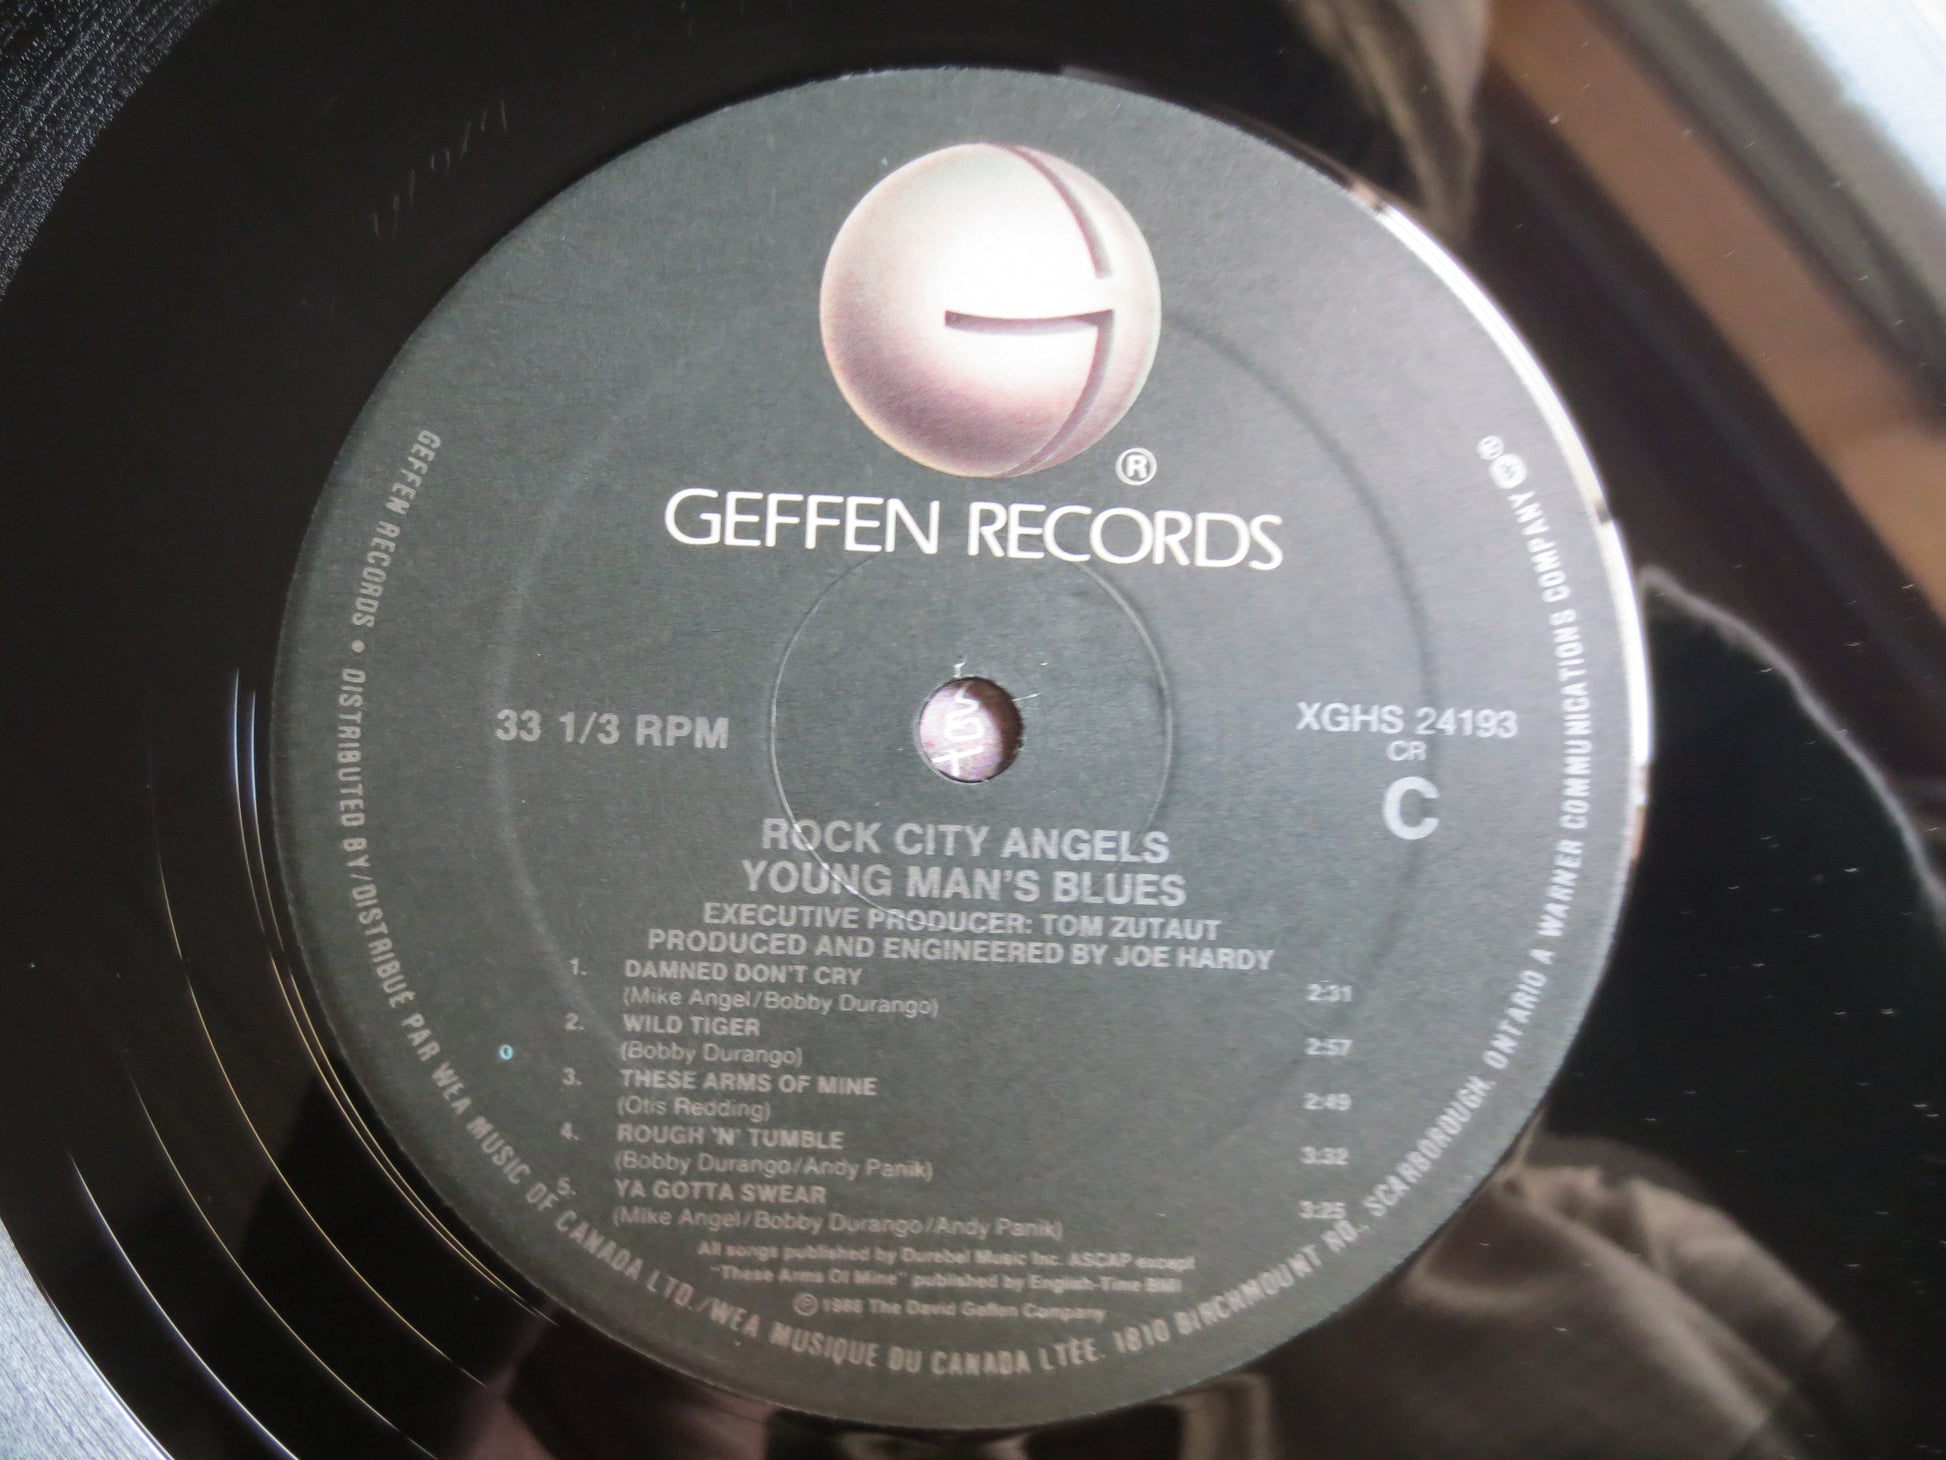 ®
GEFFEN RECORDS
33 1/3 RPM
XGHS 24193
CR
C
ROCK CITY ANGELS
YOUNG MAN'S BLUES
EXECUTIVE PRODUCER: TOM ZUTAUT
PRODUCED AND ENGINEERED BY JOE HARDY
1. DAMNED DON'T CRY 2:31
(Mike Angel/Bobby Durango)
2. WILD TIGER 2:57
(Bobby Durango)
3. THESE ARMS OF MINE 2:49
(Otis Redding)
4. ROUGH 'N' TUMBLE 3:32
(Bobby Durango/Andy Panik)
5. YA GOTTA SWEAR 3:25
(Mike Angel/Bobby Durango/Andy Panik)
All songs published by Durebel Music Inc. ASCAP except
"These Arms Of Mine" published by English-Time BMI
℗ 1988 The David Geffen Company
GEFFEN RECORDS • DISTRIBUTED BY/DISTRIBUÉ PAR WEA MUSIC OF CANADA LTD./WEA MUSIQUE DU CANADA LTÉE. 1810 BIRCHMOUNT RD., SCARBOROUGH, ONTARIO A WARNER COMMUNICATIONS COMPANY